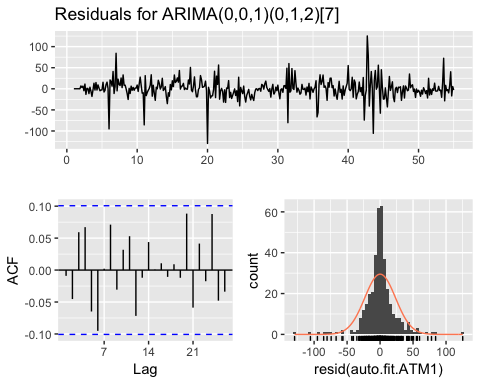 Residuals for ARIMA(0,0,1)(0,1,2)[7]
100
50
0
-50
-100
0 10 20 30 40 50
0.10
0.05
0.00
-0.05
-0.10
ACF
7 14 21
Lag
60
40
20
0
count
-100 -50 0 50 100
resid(auto.fit.ATM1)